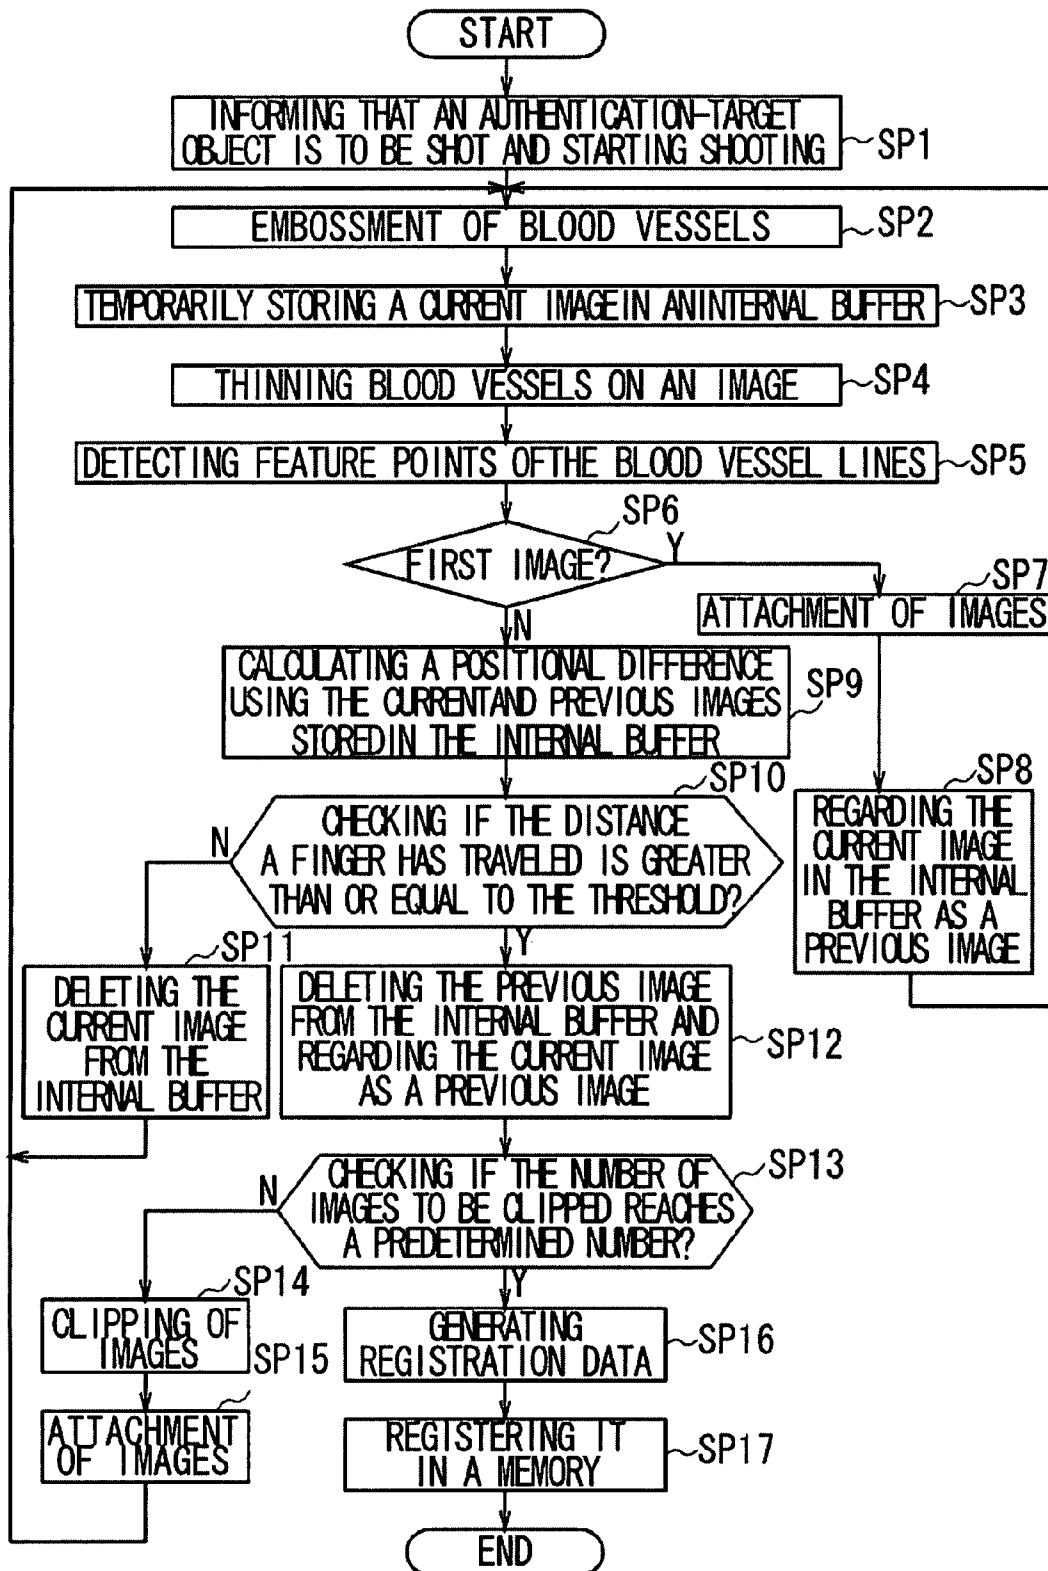 START
INFORMING THAT AN AUTHENTICATION-TARGET
OBJECT IS TO BE SHOT AND STARTING SHOOTING
SP1
EMBOSSMENT OF BLOOD VESSELS
SP2
TEMPORARILY STORING A CURRENT IMAGE IN ANINTERNAL BUFFER
SP3
THINNING BLOOD VESSELS ON AN IMAGE
SP4
DETECTING FEATURE POINTS OFTHE BLOOD VESSEL LINES
SP5
SP6
FIRST IMAGE?
Y
N
SP7
ATTACHMENT OF IMAGES
CALCULATING A POSITIONAL DIFFERENCE
USING THE CURRENTAND PREVIOUS IMAGES
STORED IN THE INTERNAL BUFFER
SP9
SP8
REGARDING THE
CURRENT IMAGE
IN THE INTERNAL
BUFFER AS A
PREVIOUS IMAGE
SP10
CHECKING IF THE DISTANCE
A FINGER HAS TRAVELED IS GREATER
THAN OR EQUAL TO THE THRESHOLD?
N
Y
SP11
DELETING THE
CURRENT IMAGE
FROM THE
INTERNAL BUFFER
DELETING THE PREVIOUS IMAGE
FROM THE INTERNAL BUFFER AND
REGARDING THE CURRENT IMAGE
AS A PREVIOUS IMAGE
SP12
CHECKING IF THE NUMBER OF
IMAGES TO BE CLIPPED REACHES
A PREDETERMINED NUMBER?
SP13
N
Y
SP14
CLIPPING OF
IMAGES
SP15
ATTACHMENT
OF IMAGES
GENERATING
REGISTRATION DATA
SP16
REGISTERING IT
IN A MEMORY
SP17
END